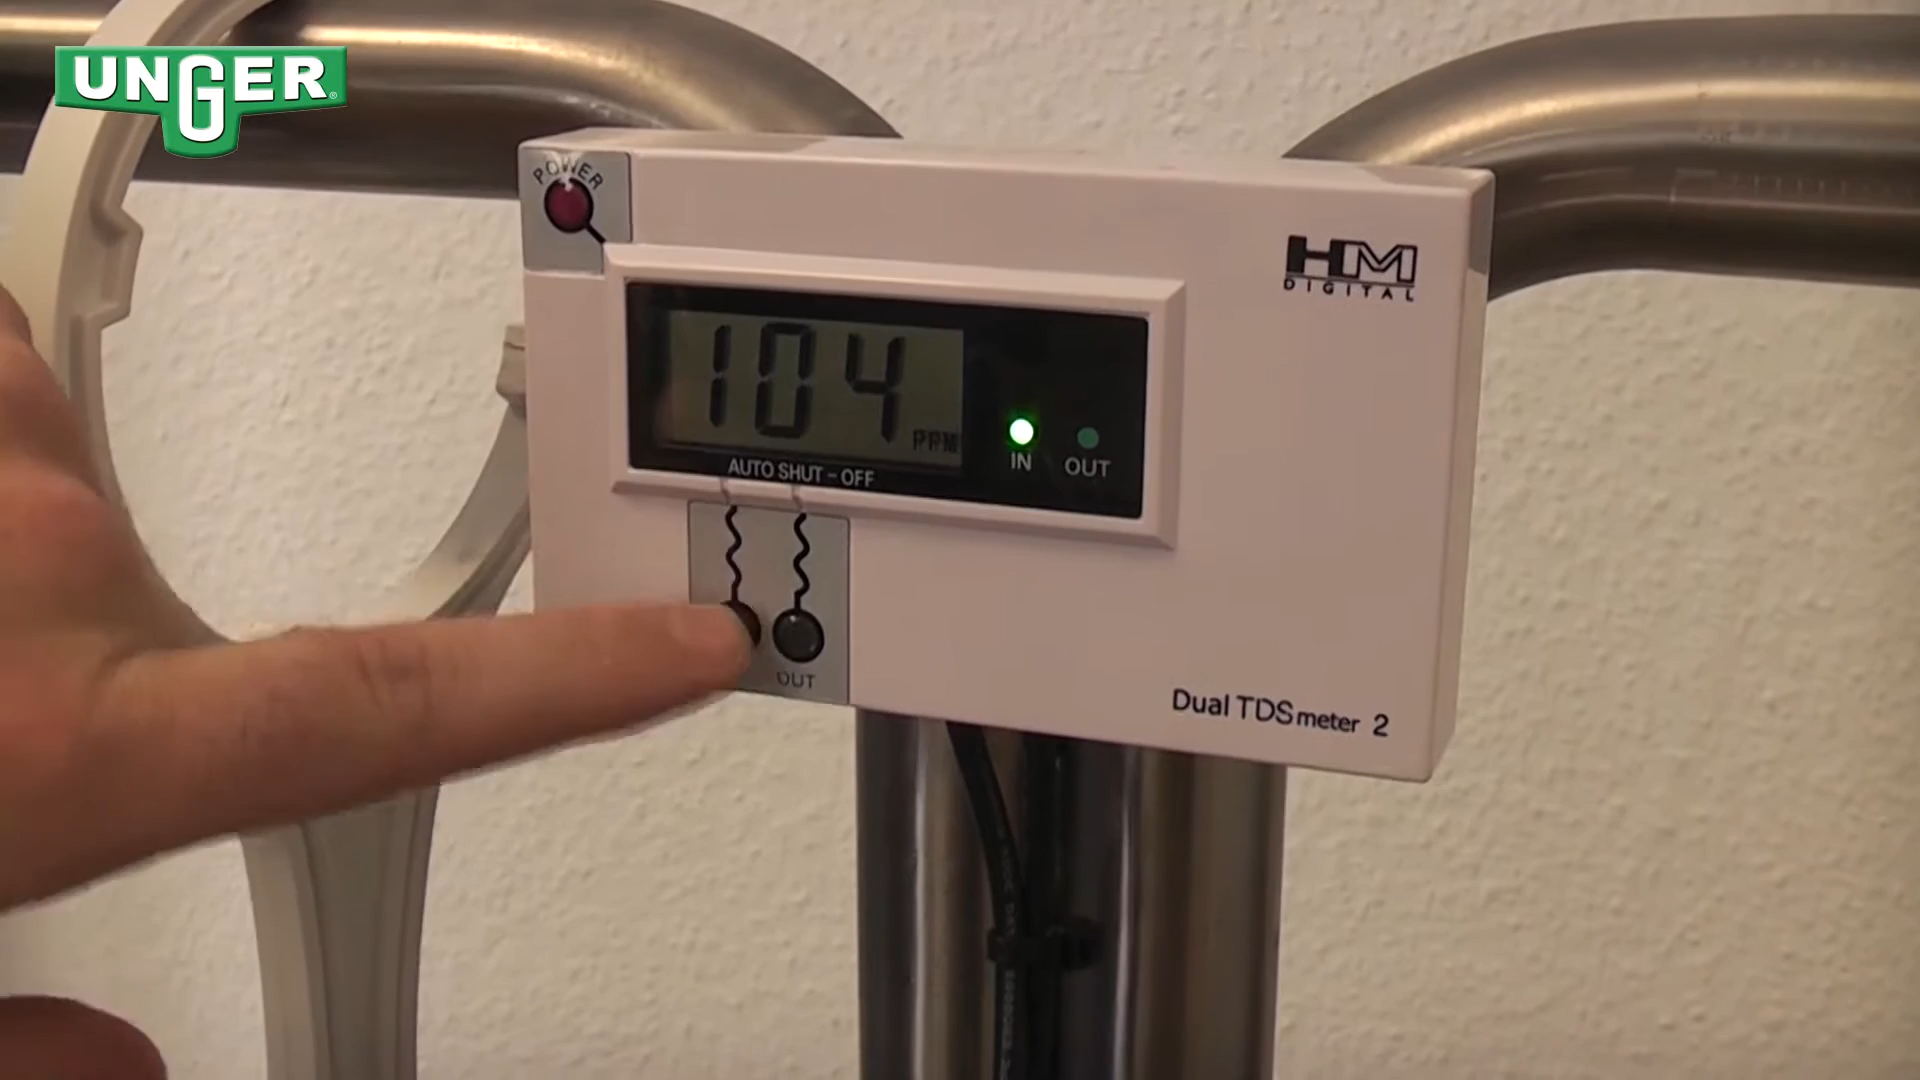 UNGER
POWER
HM
DIGITAL
104
PPM
IN OUT
AUTO SHUT-OFF
OUT
Dual TDS meter 2